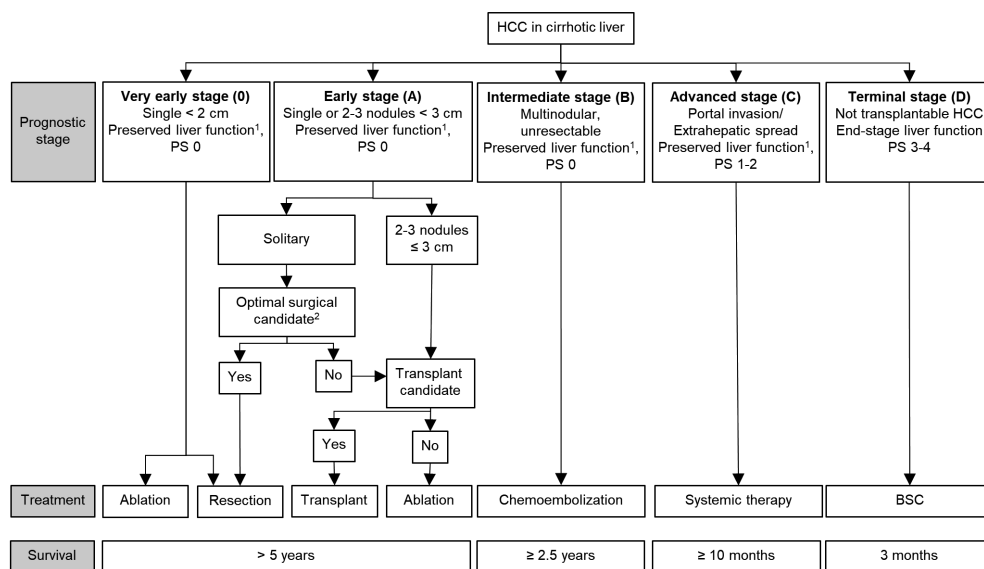 HCC in cirrhotic liver
Prognostic
stage
Very early stage (0)
Single < 2 cm
Preserved liver function¹,
PS 0
Early stage (A)
Single or 2-3 nodules < 3 cm
Preserved liver function¹,
PS 0
Intermediate stage (B)
Multinodular,
unresectable
Preserved liver function¹,
PS 0
Advanced stage (C)
Portal invasion/
Extrahepatic spread
Preserved liver function¹,
PS 1-2
Terminal stage (D)
Not transplantable HCC
End-stage liver function
PS 3-4
Solitary
2-3 nodules
≤ 3 cm
Optimal surgical
candidate²
Yes
No
Transplant
candidate
Yes
No
Treatment
Ablation
Resection
Transplant
Ablation
Chemoembolization
Systemic therapy
BSC
Survival
> 5 years
≥ 2.5 years
≥ 10 months
3 months